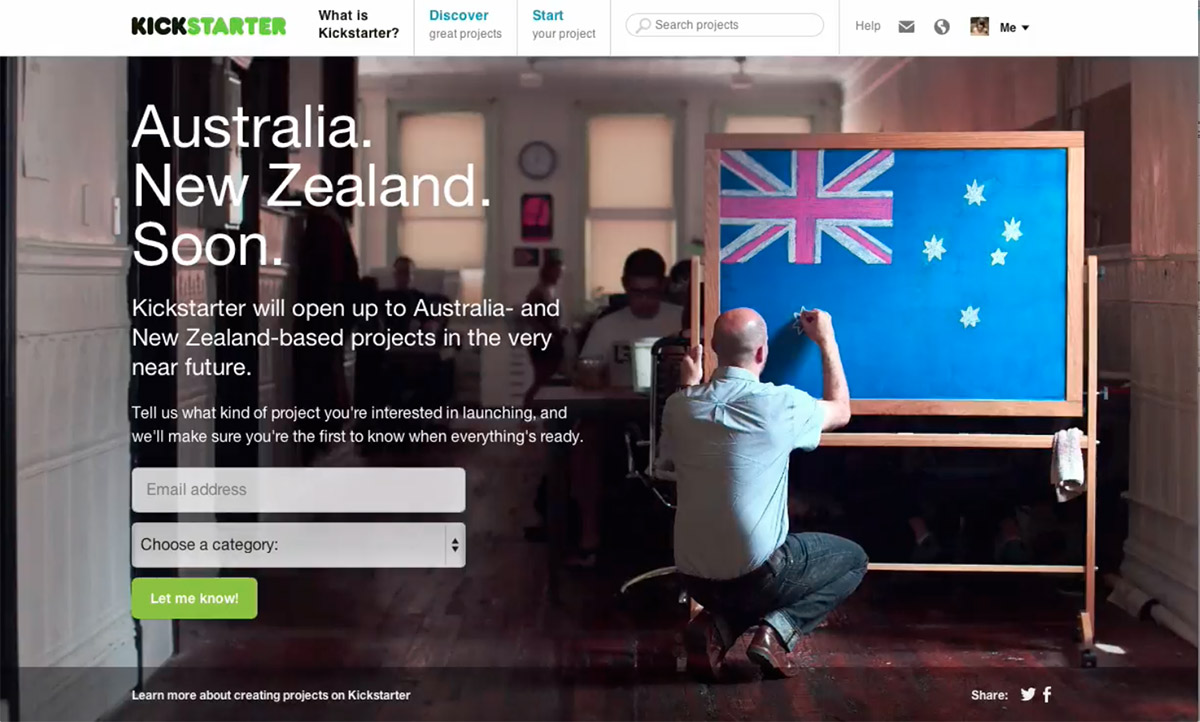 KICKSTARTER
What is
Kickstarter?
Discover
great projects
Start
your project
Search projects
Help
Me
Australia.
New Zealand.
Soon.
Kickstarter will open up to Australia- and
New Zealand-based projects in the very
near future.
Tell us what kind of project you're interested in launching, and
we'll make sure you're the first to know when everything's ready.
Email address
Choose a category:
Let me know!
Learn more about creating projects on Kickstarter
Share: